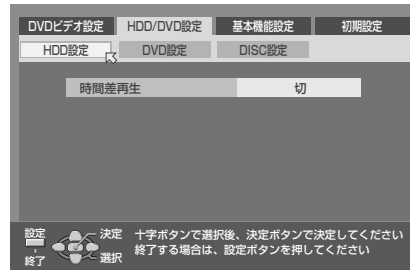 DVDビデオ設定 HDD/DVD設定 基本機能設定 初期設定
HDD設定 DVD設定 DISC設定
時間差再生 切
設定 決定 十字ボタンで選択後、決定ボタンで決定してください
終了 選択 終了する場合は、設定ボタンを押してください